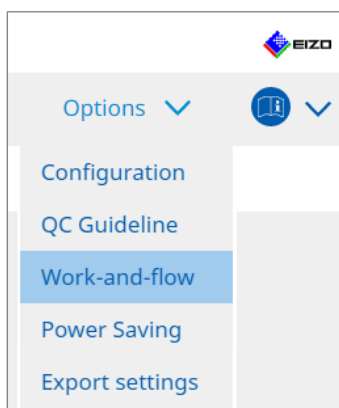 EIZO
Options
Configuration
QC Guideline
Work-and-flow
Power Saving
Export settings